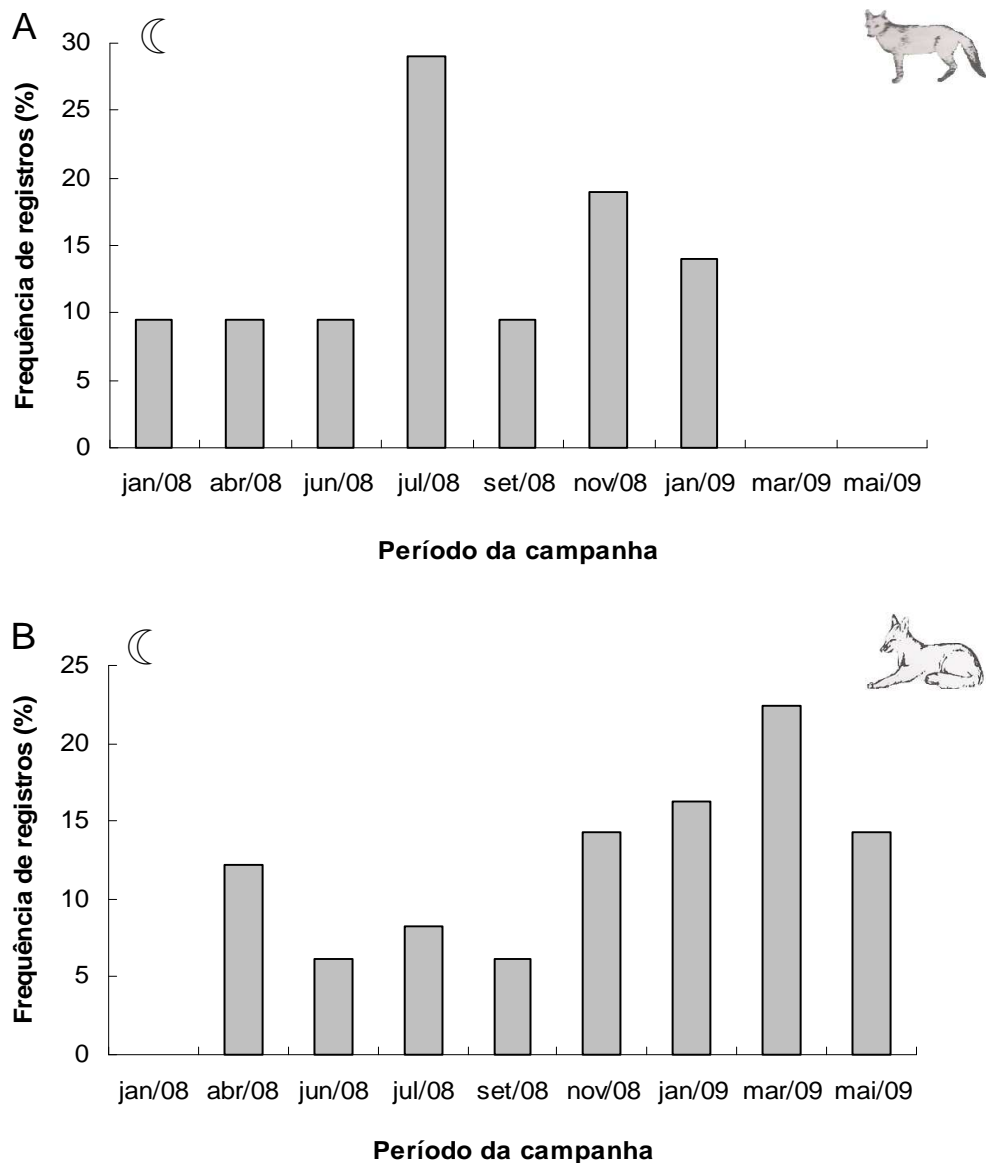 A
30
25
20
15
10
5
0
Frequência de registros (%)
jan/08 abr/08 jun/08 jul/08 set/08 nov/08 jan/09 mar/09 mai/09
Período da campanha
B
25
20
15
10
5
0
Frequência de registros (%)
jan/08 abr/08 jun/08 jul/08 set/08 nov/08 jan/09 mar/09 mai/09
Período da campanha